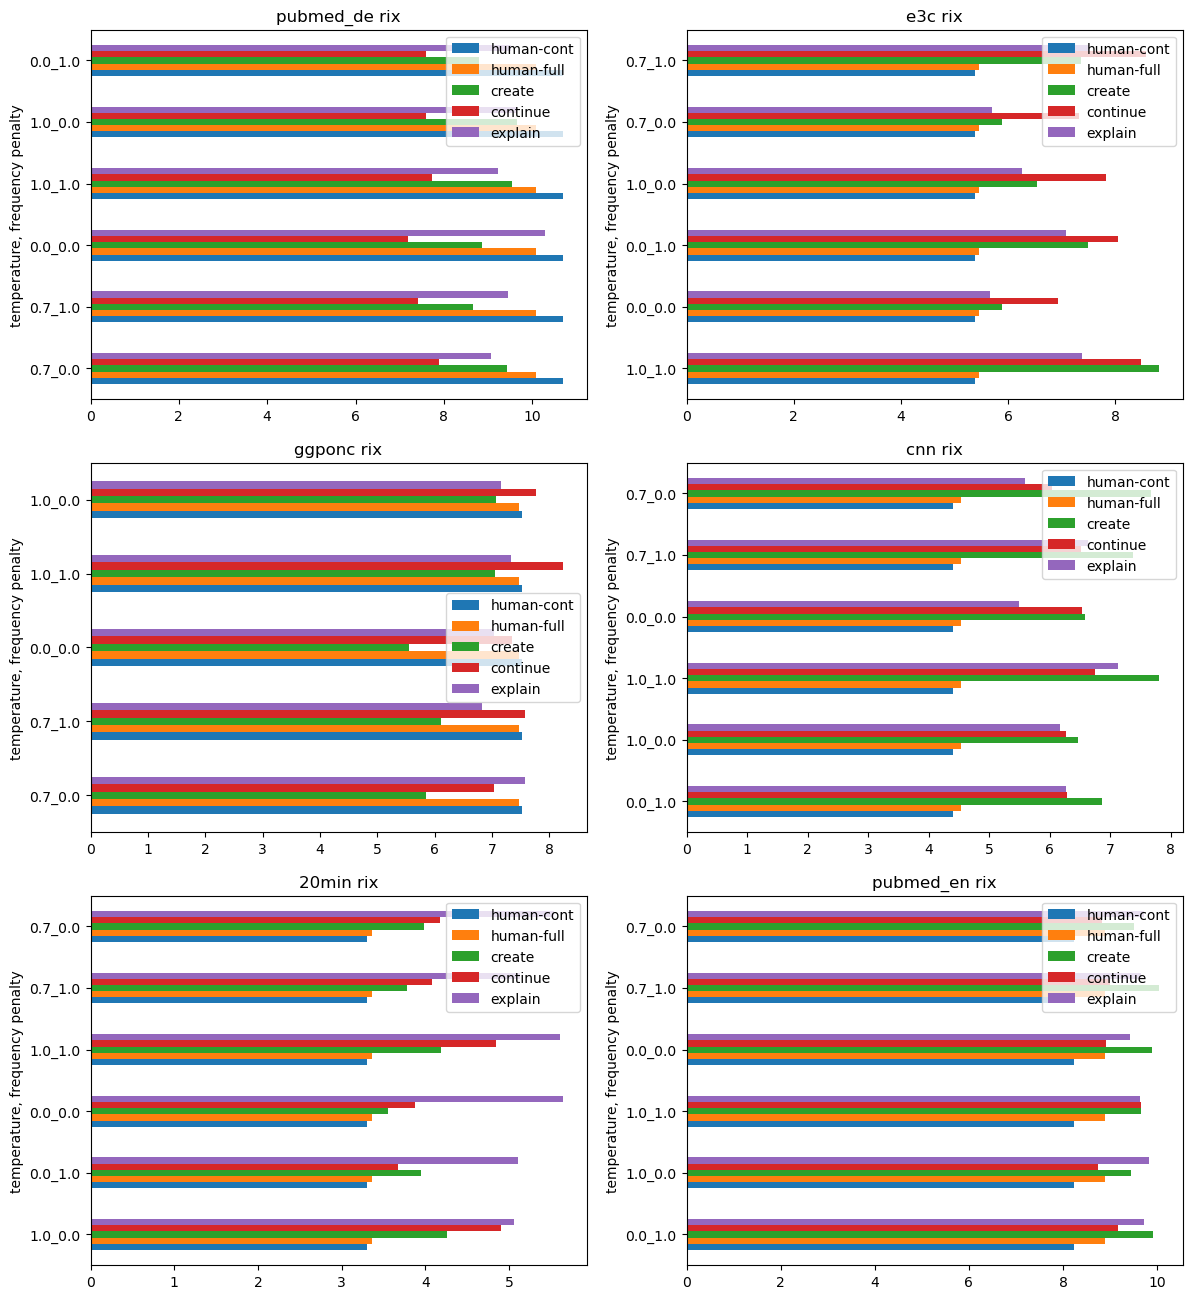 pubmed_de rix
temperature, frequency penalty
0.0_1.0
1.0_0.0
1.0_1.0
0.0_0.0
0.7_1.0
0.7_0.0
0 2 4 6 8 10
human-cont
human-full
create
continue
explain
e3c rix
temperature, frequency penalty
0.7_1.0
0.7_0.0
1.0_0.0
0.0_1.0
0.0_0.0
1.0_1.0
0 2 4 6 8
human-cont
human-full
create
continue
explain
ggponc rix
temperature, frequency penalty
1.0_0.0
1.0_1.0
0.0_0.0
0.7_1.0
0.7_0.0
0 1 2 3 4 5 6 7 8
human-cont
human-full
create
continue
explain
cnn rix
temperature, frequency penalty
0.7_0.0
0.7_1.0
0.0_0.0
1.0_1.0
1.0_0.0
0.0_1.0
0 1 2 3 4 5 6 7 8
human-cont
human-full
create
continue
explain
20min rix
temperature, frequency penalty
0.7_0.0
0.7_1.0
1.0_1.0
0.0_0.0
0.0_1.0
1.0_0.0
0 1 2 3 4 5
human-cont
human-full
create
continue
explain
pubmed_en rix
temperature, frequency penalty
0.7_0.0
0.7_1.0
0.0_0.0
1.0_1.0
1.0_0.0
0.0_1.0
0 2 4 6 8 10
human-cont
human-full
create
continue
explain